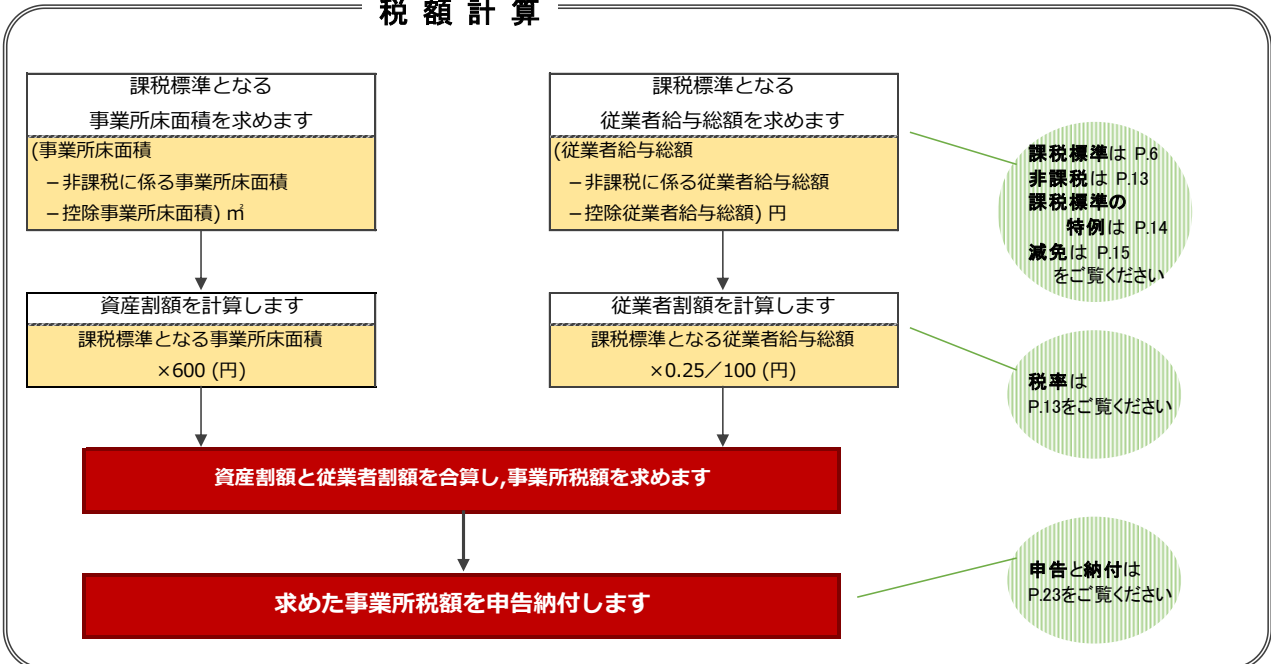 税 額 計 算
課税標準となる
事業所床面積を求めます
(事業所床面積
－非課税に係る事業所床面積
－控除事業所床面積) ㎡
課税標準となる
従業者給与総額を求めます
(従業者給与総額
－非課税に係る従業者給与総額
－控除従業者給与総額) 円
課税標準は P.6
非課税は P.13
課税標準の
特例は P.14
減免は P.15
をご覧ください
資産割額を計算します
課税標準となる事業所床面積
×600 (円)
従業者割額を計算します
課税標準となる従業者給与総額
×0.25／100 (円)
税率は
P.13をご覧ください
資産割額と従業者割額を合算し,事業所税額を求めます
求めた事業所税額を申告納付します
申告と納付は
P.23をご覧ください